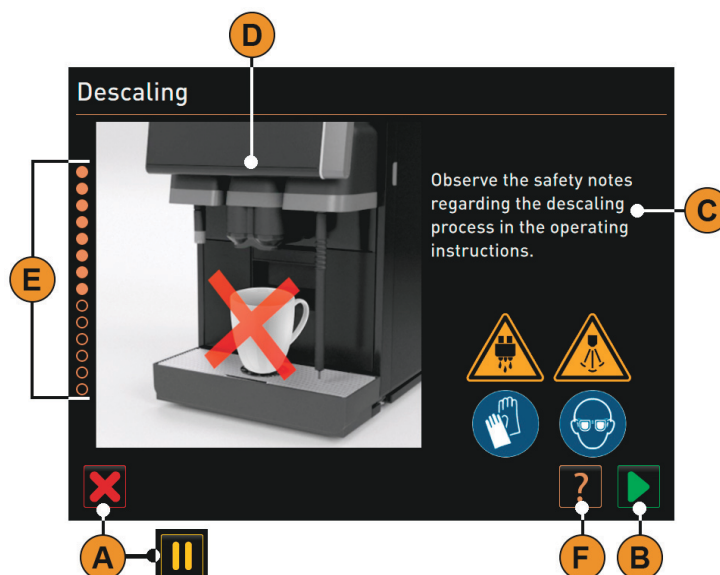 D
Descaling
Observe the safety notes
regarding the descaling
process in the operating
instructions.
C
E
?
A
F
B